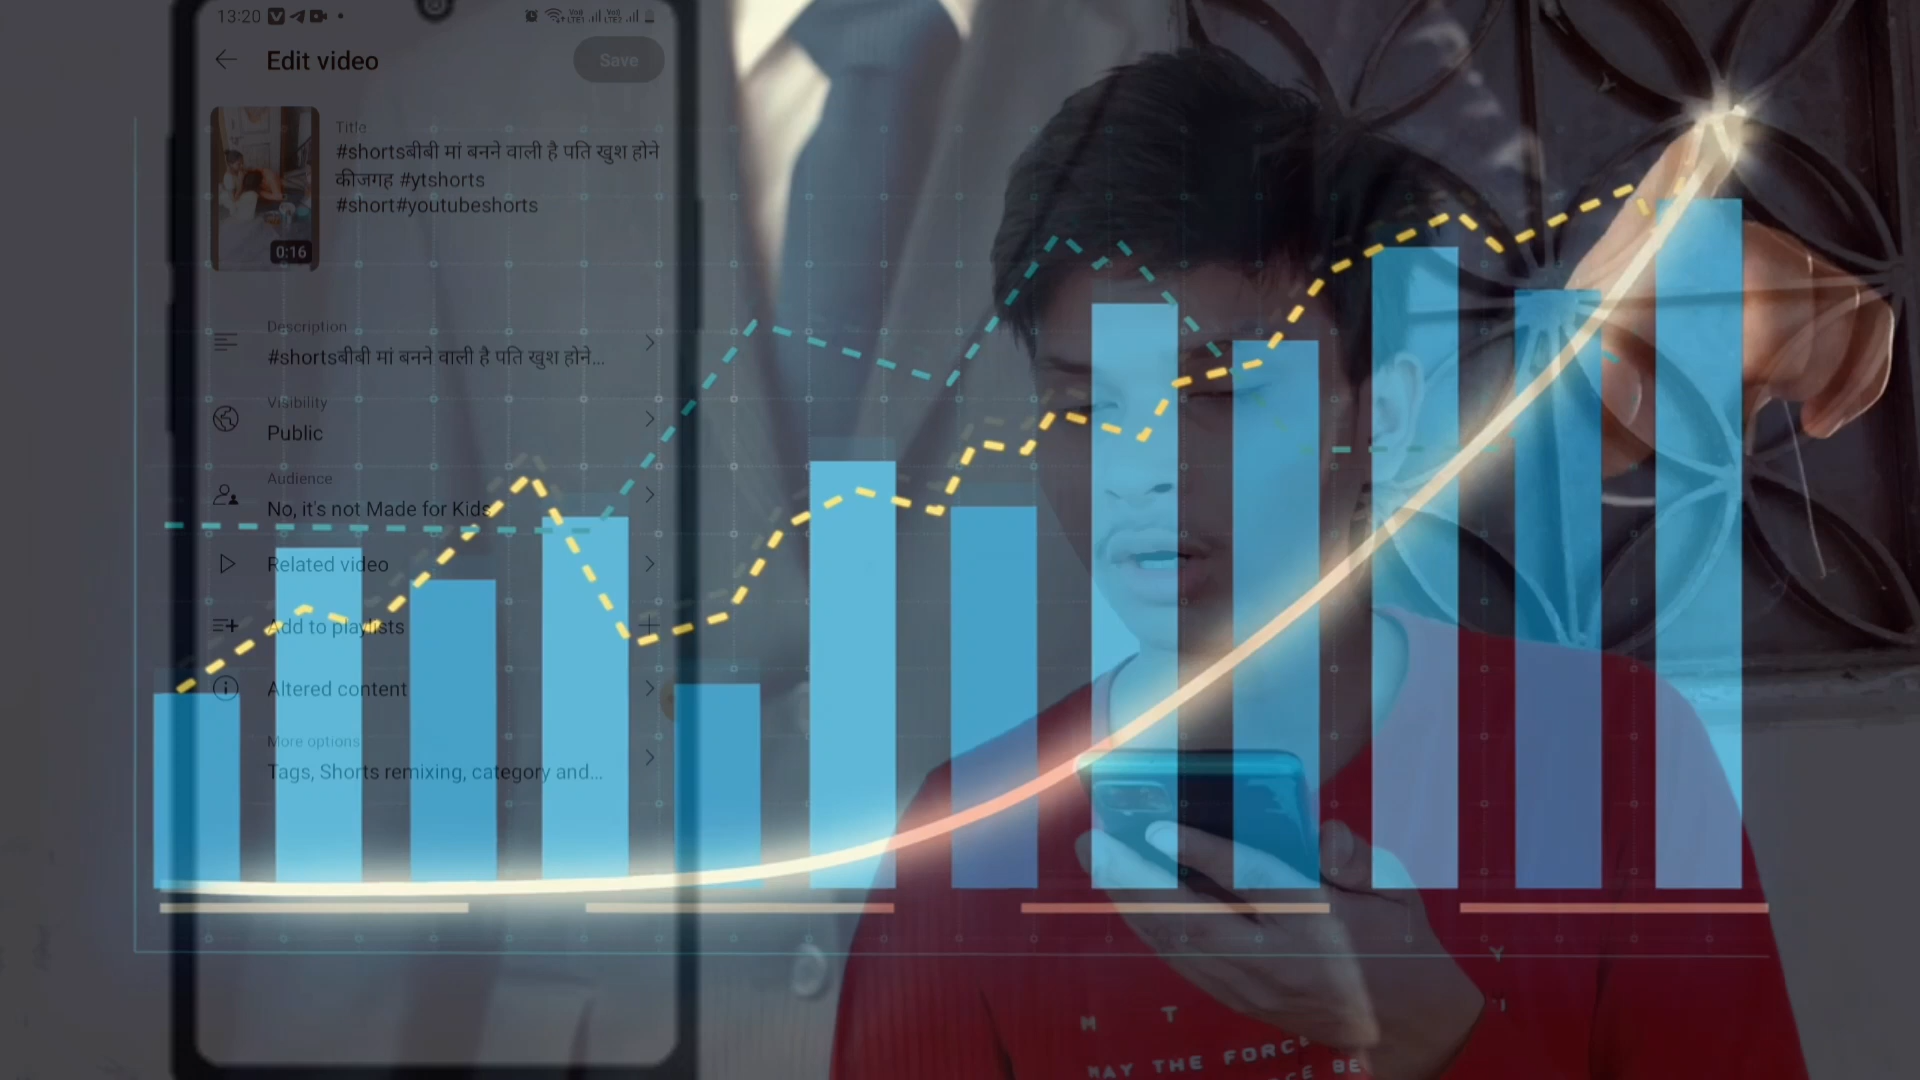 13:20
Edit video
Save
Title
#shortsबीबी मां बनने वाली है पति खुश होने
कीजगह #ytshorts
#short#youtubeshorts
0:16
Description
#shortsबीबी मां बनने वाली है पति खुश होने...
Visibility
Public
Audience
No, it's not Made for Kids
Related video
Add to playlists
Altered content
More options
Tags, Shorts remixing, category and...
M T Y
MAY THE FORCE
BE